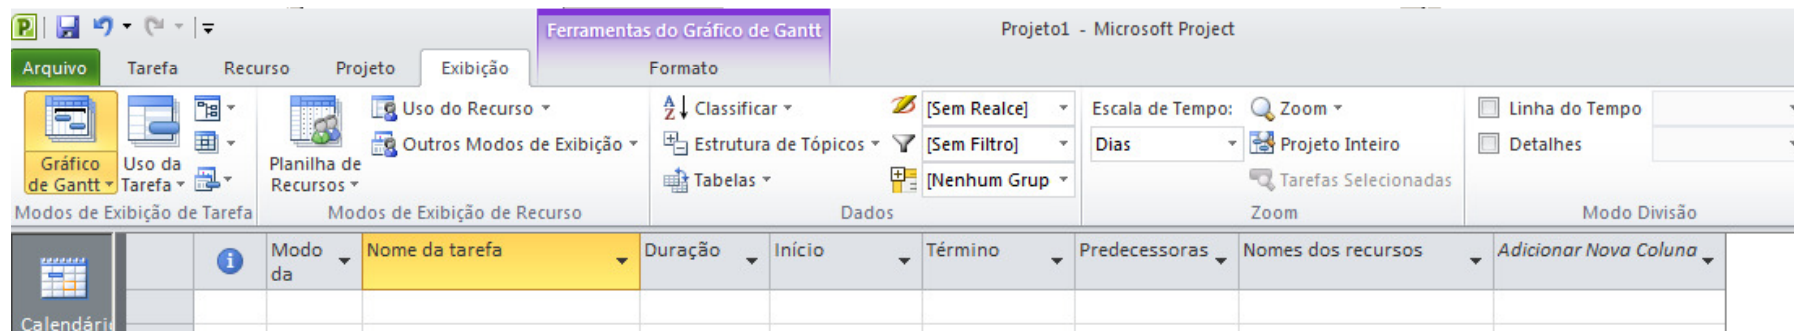 Ferramentas do Gráfico de Gantt
Projeto1 - Microsoft Project
Arquivo Tarefa Recurso Projeto Exibição Formato
Gráfico de Gantt
Uso da Tarefa
Planilha de Recursos
Uso do Recurso
Outros Modos de Exibição
Classificar
Estrutura de Tópicos
Tabelas
[Sem Realce]
[Sem Filtro]
[Nenhum Grup
Escala de Tempo:
Dias
Zoom
Projeto Inteiro
Tarefas Selecionadas
Linha do Tempo
Detalhes
Modos de Exibição de Tarefa
Modos de Exibição de Recurso
Dados
Zoom
Modo Divisão
Modo da
Nome da tarefa
Duração
Início
Término
Predecessoras
Nomes dos recursos
Adicionar Nova Coluna